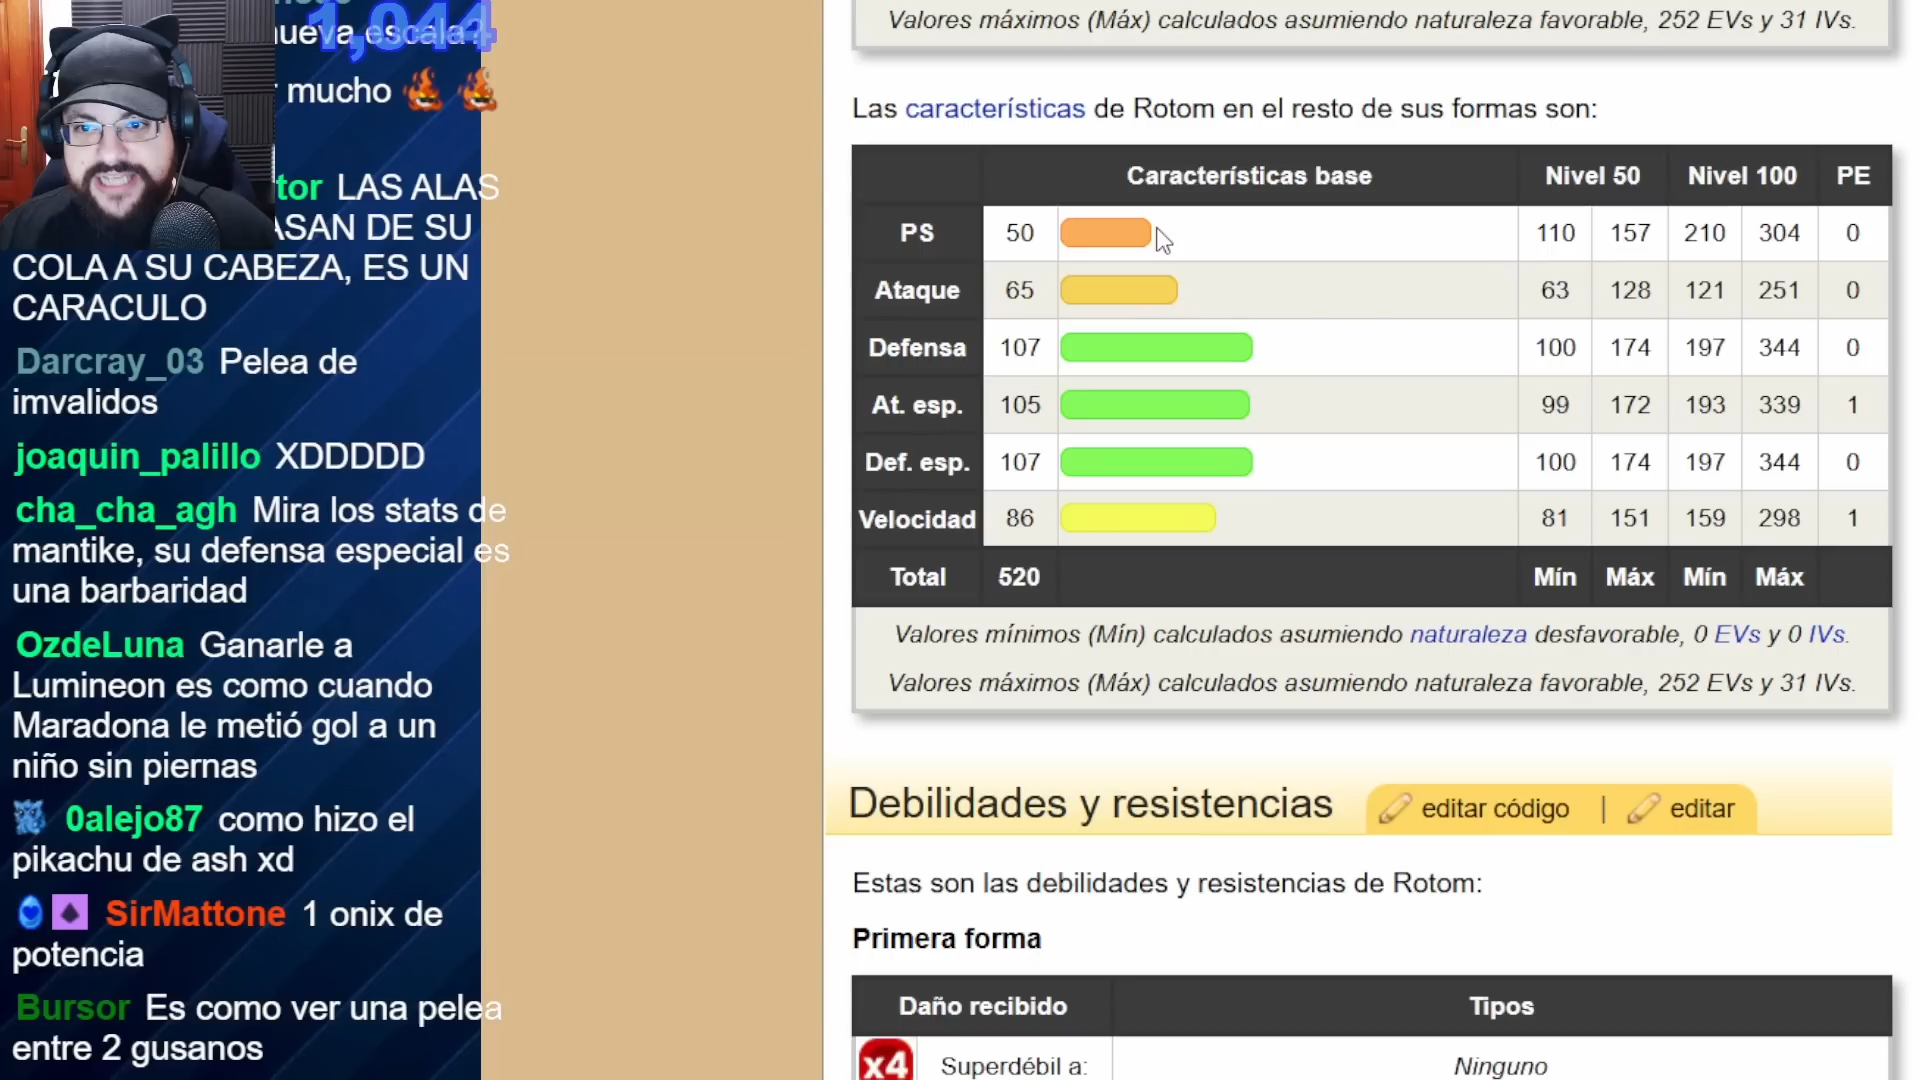 1,044
nueva escala?
mucho
tor LAS ALAS
ASAN DE SU
COLA A SU CABEZA, ES UN
CARACULO
Darcray_03 Pelea de
imvalidos
joaquin_palillo XDDDDD
cha_cha_agh Mira los stats de
mantike, su defensa especial es
una barbaridad
OzdeLuna Ganarle a
Lumineon es como cuando
Maradona le metió gol a un
niño sin piernas
0alejo87 como hizo el
pikachu de ash xd
SirMattone 1 onix de
potencia
Bursor Es como ver una pelea
entre 2 gusanos
Valores máximos (Máx) calculados asumiendo naturaleza favorable, 252 EVs y 31 IVs.
Las características de Rotom en el resto de sus formas son:
Características base Nivel 50 Nivel 100 PE
PS 50 110 157 210 304 0
Ataque 65 63 128 121 251 0
Defensa 107 100 174 197 344 0
At. esp. 105 99 172 193 339 1
Def. esp. 107 100 174 197 344 0
Velocidad 86 81 151 159 298 1
Total 520 Mín Máx Mín Máx
Valores mínimos (Mín) calculados asumiendo naturaleza desfavorable, 0 EVs y 0 IVs.
Valores máximos (Máx) calculados asumiendo naturaleza favorable, 252 EVs y 31 IVs.
Debilidades y resistencias editar código | editar
Estas son las debilidades y resistencias de Rotom:
Primera forma
Daño recibido Tipos
x4 Superdébil a: Ninguno